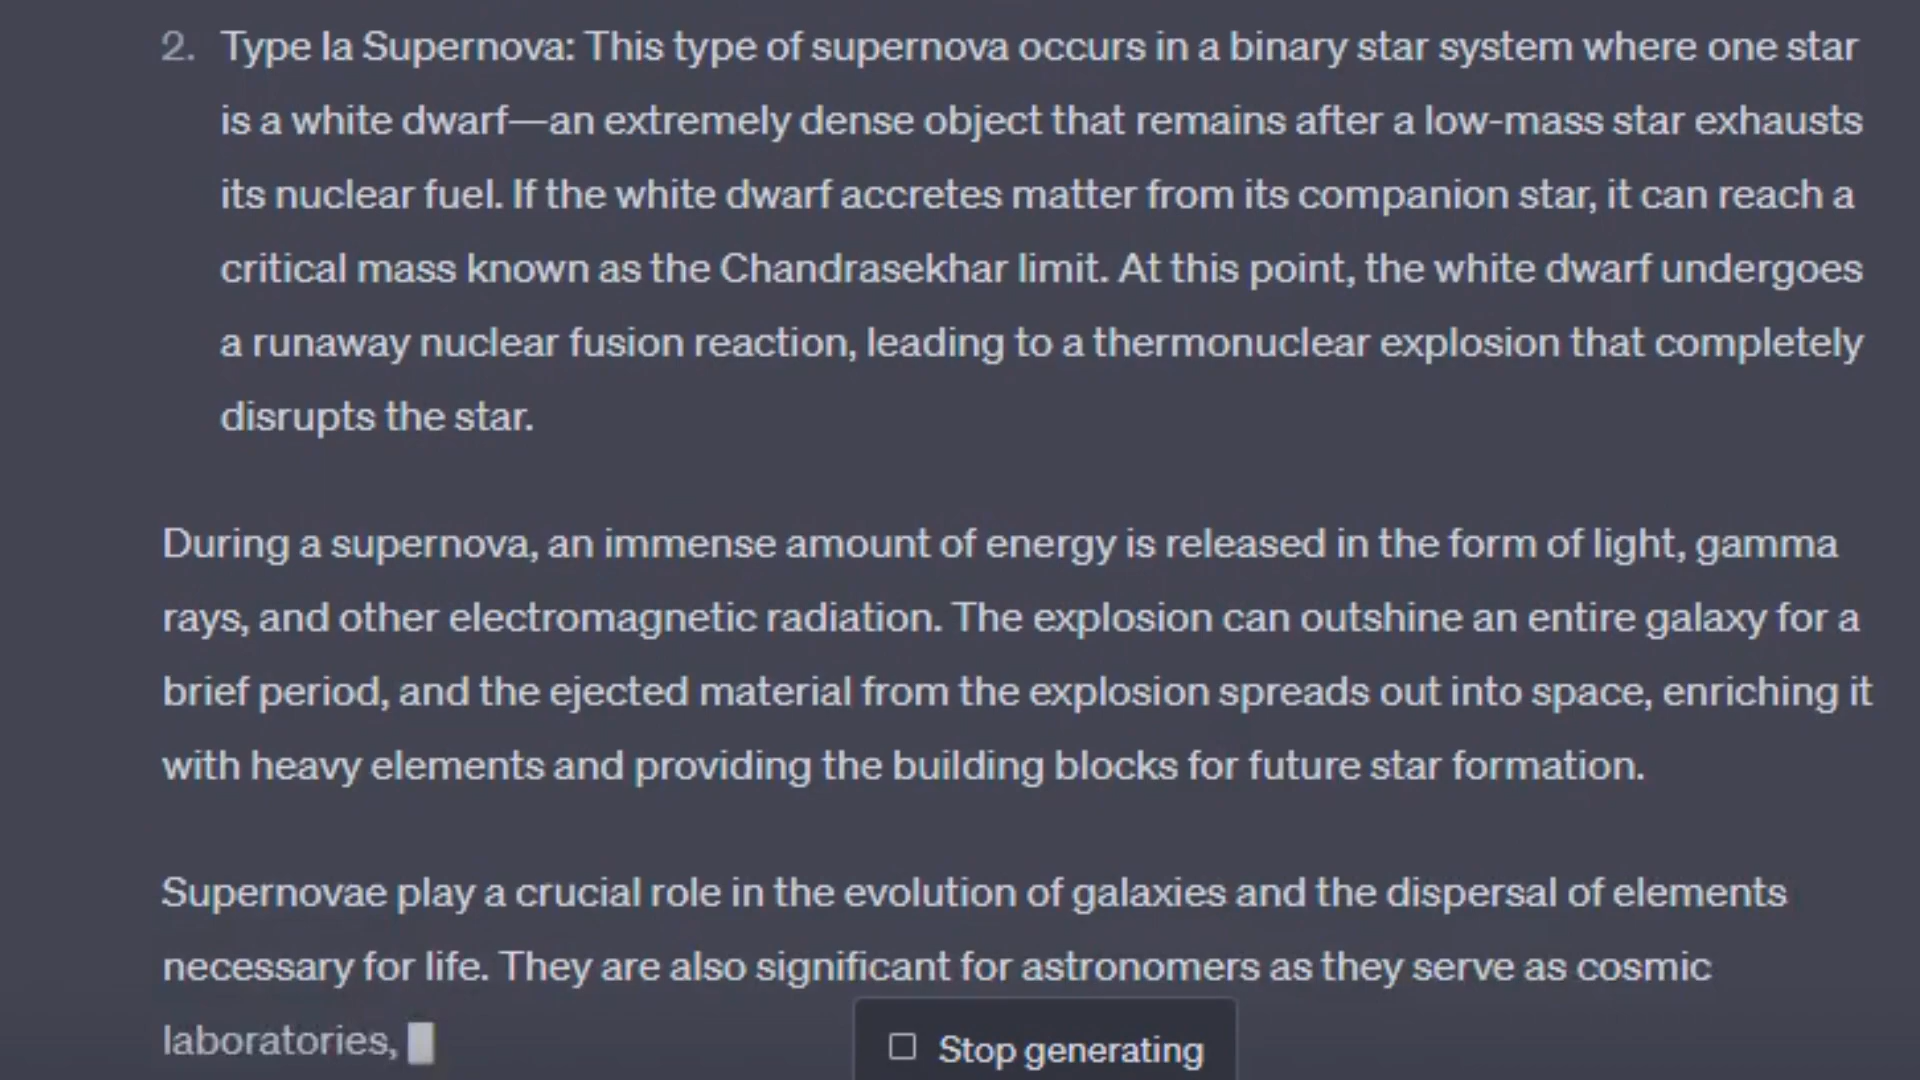 2. Type Ia Supernova: This type of supernova occurs in a binary star system where one star
is a white dwarf—an extremely dense object that remains after a low-mass star exhausts
its nuclear fuel. If the white dwarf accretes matter from its companion star, it can reach a
critical mass known as the Chandrasekhar limit. At this point, the white dwarf undergoes
a runaway nuclear fusion reaction, leading to a thermonuclear explosion that completely
disrupts the star.
During a supernova, an immense amount of energy is released in the form of light, gamma
rays, and other electromagnetic radiation. The explosion can outshine an entire galaxy for a
brief period, and the ejected material from the explosion spreads out into space, enriching it
with heavy elements and providing the building blocks for future star formation.
Supernovae play a crucial role in the evolution of galaxies and the dispersal of elements
necessary for life. They are also significant for astronomers as they serve as cosmic
laboratories,
Stop generating